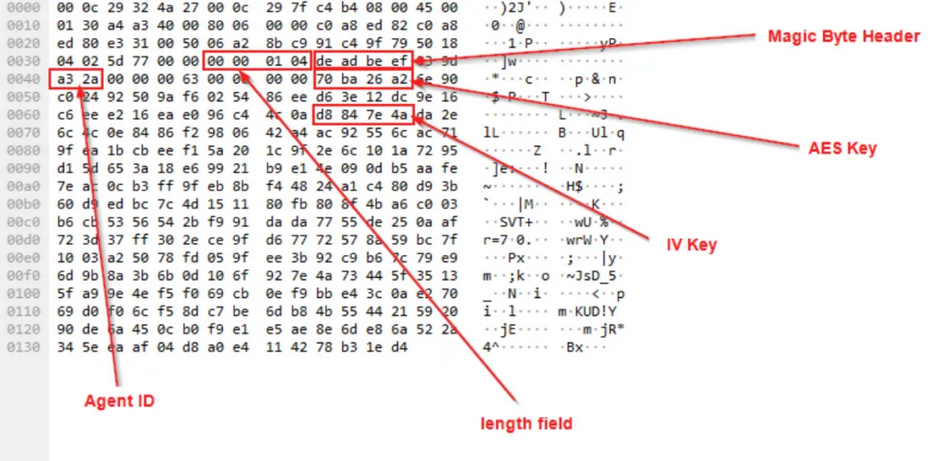 0000 00 0c 29 32 4a 27 00 0c 29 7f c4 b4 08 00 45 00 ··)2J'·· )·····E·
0010 01 30 a4 a3 40 00 80 06 00 00 c0 a8 ed 82 c0 a8 ·0··@··· ········
0020 ed 80 e3 31 00 50 06 a2 8b c9 91 c4 9f 79 50 18 ···1·P·· ·····yP·
0030 04 02 5d 77 00 00 00 00 01 04 de ad be ef 9d ··]w···· ········
Magic Byte Header
0040 a3 2a 00 00 00 63 00 00 00 00 70 ba 26 a2 6e 90 ·*···c·· ··p·&·n·
0050 c0 24 92 50 9a f6 02 54 86 ee d6 3e 12 dc 9e 16 ·$·P···T ···>····
0060 c6 ee e2 16 ea e0 96 c4 4c 0a d8 84 7e 4a da 2e
0070 6c 4c 0e 84 86 f2 98 06 42 a4 ac 92 55 6c ac 71 lL······ B···Ul·q
AES Key
0080 9f ea 1b cb ee f1 5a 20 1c 9f 2e 6c 10 1a 72 95 ······Z ··.l··r·
0090 d1 5d 65 3a 18 e6 99 21 b9 e1 4e 09 0d b5 aa fe ·]e:···! ··N·····
00a0 7e ac 0c b3 ff 9f eb 8b f4 48 24 a1 c4 80 d9 3b ~······· ·H$····;
00b0 60 d9 ed bc 7c 4d 15 11 80 fb 80 8f 4b a6 c0 03 `···|M·· ····K···
00c0 b6 cb 53 56 54 2b f9 91 da da 77 55 de 25 0a af ··SVT+·· ··wU·%··
00d0 72 3d 37 ff 30 2e ce 9f d6 77 72 57 8a 59 bc 7f r=7·0.·· ·wrW·Y··
IV Key
00e0 10 03 a2 50 78 fd 05 9f ee 3b 92 c9 b6 7c 79 e9 ···Px··· ·;···|y·
00f0 6d 9b 8a 3b 6b 0d 10 6f 92 7e 4a 73 44 5f 35 13 m··;k··o ·~JsD_5·
0100 5f a9 9e 4e f5 f0 69 cb 0e f9 bb e4 3c 0a e2 70 _··N··i· ····<··p
0110 69 d0 f0 6c f5 8d c7 be 6d b8 4b 55 44 21 59 20 i··l···· m·KUD!Y
0120 90 de 6a 45 0c b0 f9 e1 e5 ae 8e 6d e8 6a 52 2a ··jE···· ···m·jR*
0130 34 5e ea af 04 d8 a0 e4 11 42 78 b3 1e d4 4^······ ·Bx···
Agent ID
length field